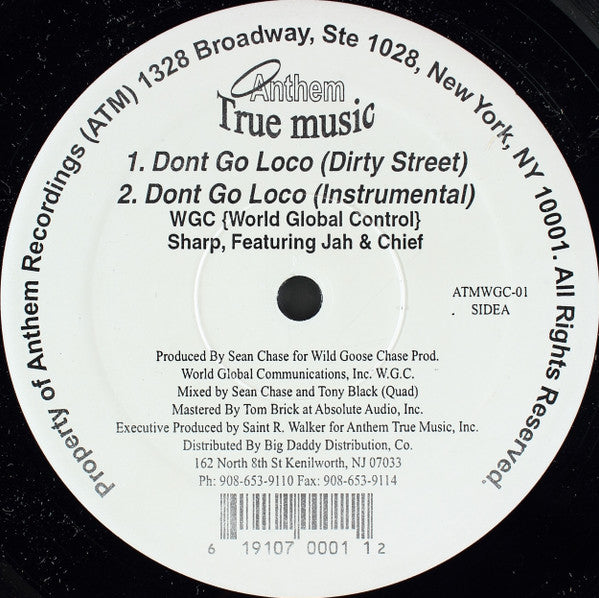 Property of Anthem Recordings (ATM) 1328 Broadway, Ste 1028, New York, NY 10001. All Rights Reserved.
Anthem
True music
1. Dont Go Loco (Dirty Street)
2. Dont Go Loco (Instrumental)
WGC {World Global Control}
Sharp, Featuring Jah & Chief
ATMWGC-01
. SIDEA
Produced By Sean Chase for Wild Goose Chase Prod.
World Global Communications, Inc. W.G.C.
Mixed by Sean Chase and Tony Black (Quad)
Mastered By Tom Brick at Absolute Audio, Inc.
Executive Produced by Saint R. Walker for Anthem True Music, Inc.
Distributed By Big Daddy Distribution, Co.
162 North 8th St Kenilworth, NJ 07033
Ph: 908-653-9110 Fax: 908-653-9114
6 19107 0001 1 2